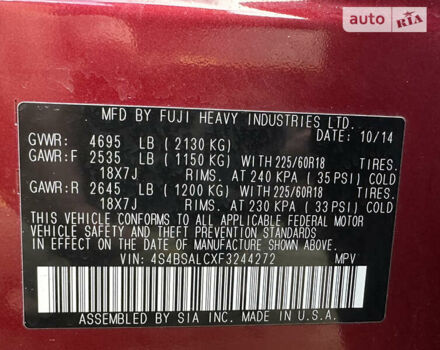 auto RIA
MFD BY FUJI HEAVY INDUSTRIES LTD.
GVWR: 4695 LB (2130 KG) DATE: 10/14
GAWR:F 2535 LB (1150 KG) WITH 225/60R18 TIRES.
18X7J RIMS. AT 240 KPA (35 PSI) COLD
GAWR:R 2645 LB (1200 KG) WITH 225/60R18 TIRES.
18X7J RIMS. AT 230 KPA (33 PSI) COLD
THIS VEHICLE CONFORMS TO ALL APPLICABLE FEDERAL MOTOR
VEHICLE SAFETY AND THEFT PREVENTION STANDARDS IN EFFECT ON THE
DATE OF MANUFACTURE SHOWN ABOVE.
VIN: 4S4BSALCXF3244272 MPV
ASSEMBLED BY SIA INC. MADE IN U.S.A.